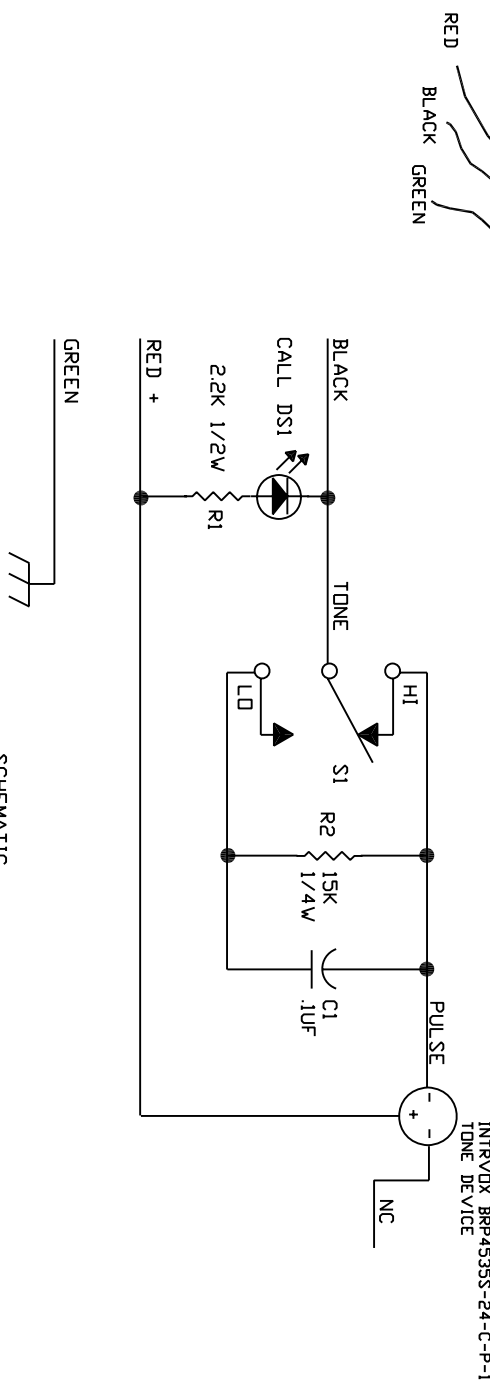 RED
BLACK
GREEN
BLACK
CALL DS1
2.2K 1/2W
R1
RED +
GREEN
TONE
HI
LO
S1
R2
15K
1/4W
C1
.1UF
PULSE
-
+
-
NC
INTRVOX BRP4535S-24-C-P-1
TONE DEVICE
SCHEMATIC